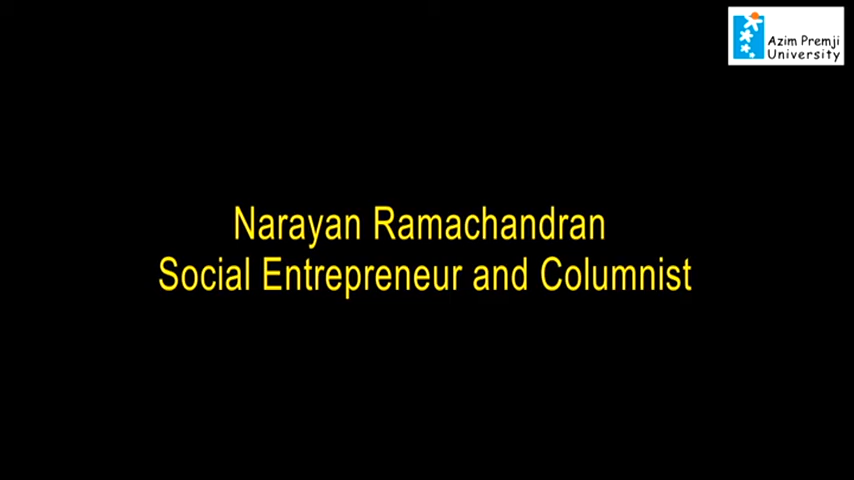 Azim Premji
University
Narayan Ramachandran
Social Entrepreneur and Columnist